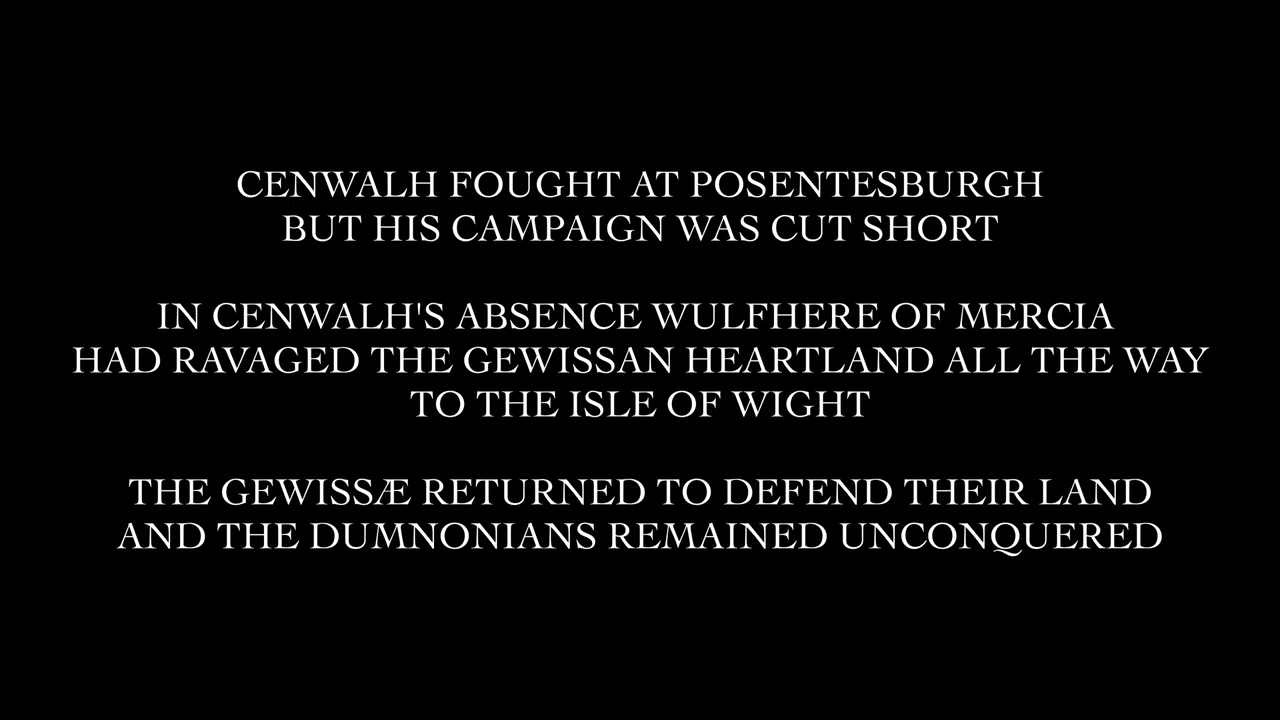 CENWALH FOUGHT AT POSENTESBURGH
BUT HIS CAMPAIGN WAS CUT SHORT
IN CENWALH'S ABSENCE WULFHERE OF MERCIA
HAD RAVAGED THE GEWISSAN HEARTLAND ALL THE WAY
TO THE ISLE OF WIGHT
THE GEWISSÆ RETURNED TO DEFEND THEIR LAND
AND THE DUMNONIANS REMAINED UNCONQUERED